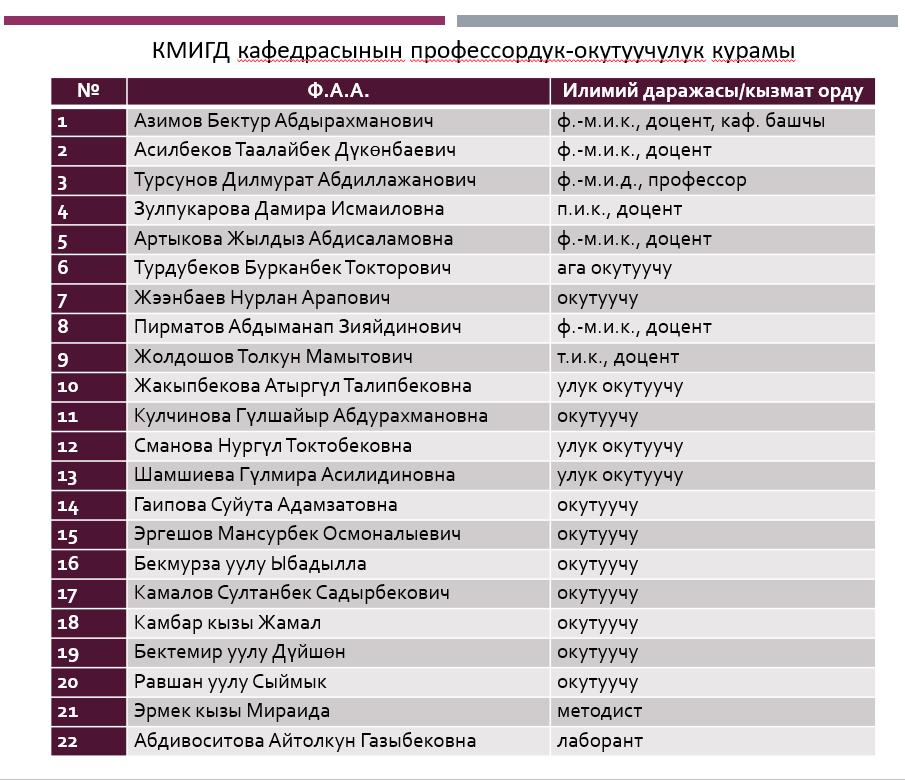 КМИГД кафедрасынын профессордук-окутуучулук курамы
№ Ф.А.А. Илимий даражасы/кызмат орду
1 Азимов Бектур Абдырахманович ф.-м.и.к., доцент, каф. башчы
2 Асилбеков Таалайбек Дүкөнбаевич ф.-м.и.к., доцент
3 Турсунов Дилмурат Абдиллажанович ф.-м.и.д., профессор
4 Зулпукарова Дамира Исмаиловна п.и.к., доцент
5 Артыкова Жылдыз Абдисаламовна ф.-м.и.к., доцент
6 Турдубеков Бурканбек Токторович ага окутуучу
7 Жээнбаев Нурлан Арапович окутуучу
8 Пирматов Абдыманап Зияйдинович ф.-м.и.к., доцент
9 Жолдошов Толкун Мамытович т.и.к., доцент
10 Жакыпбекова Атыргүл Талипбековна улук окутуучу
11 Кулчинова Гүлшайыр Абдурахмановна окутуучу
12 Сманова Нургүл Токтобековна улук окутуучу
13 Шамшиева Гүлмира Асилидиновна улук окутуучу
14 Гаипова Суйута Адамзатовна окутуучу
15 Эргешов Мансурбек Осмоналыевич окутуучу
16 Бекмурза уулу Ыбадылла окутуучу
17 Камалов Султанбек Садырбекович окутуучу
18 Камбар кызы Жамал окутуучу
19 Бектемир уулу Дүйшөн окутуучу
20 Равшан уулу Сыймык окутуучу
21 Эрмек кызы Мираида методист
22 Абдивоситова Айтолкун Газыбековна лаборант